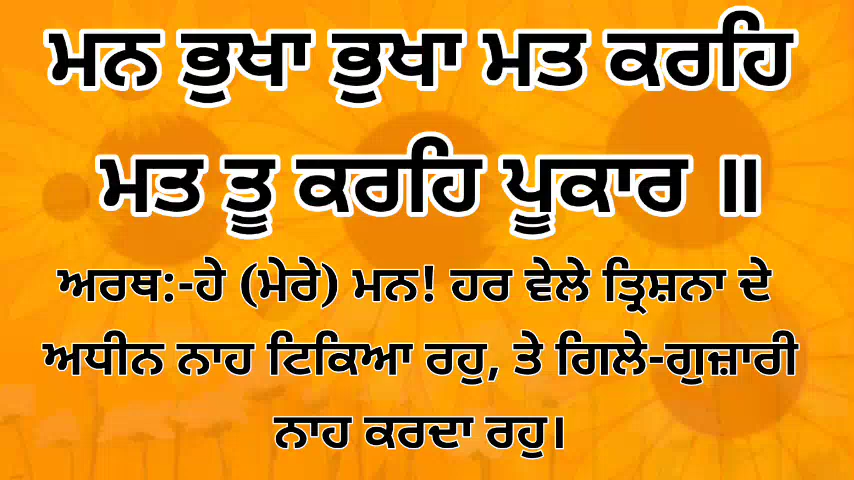 ਮਨ ਭੁਖਾ ਭੁਖਾ ਮਤ ਕਰਹਿ
ਮਤ ਤੂ ਕਰਹਿ ਪੂਕਾਰ ॥
ਅਰਥ:-ਹੇ (ਮੇਰੇ) ਮਨ! ਹਰ ਵੇਲੇ ਤ੍ਰਿਸ਼ਨਾ ਦੇ
ਅਧੀਨ ਨਾਹ ਟਿਕਿਆ ਰਹੁ, ਤੇ ਗਿਲੇ-ਗੁਜ਼ਾਰੀ
ਨਾਹ ਕਰਦਾ ਰਹੁ।